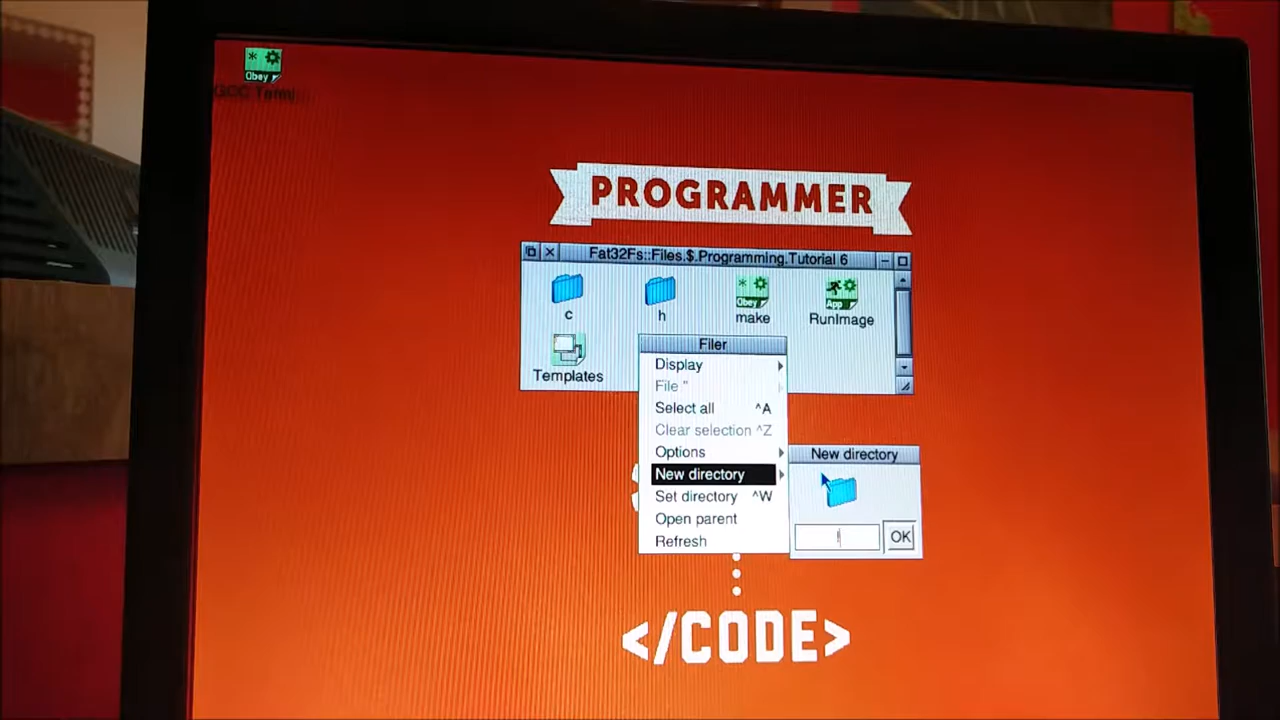 Obey
PROGRAMMER
Fat32Fs::Files.$.Programming.Tutorial 6
c
h
Obey
make
App
RunImage
Templates
Filer
Display
File "
Select all ^A
Clear selection ^Z
Options
New directory
Set directory ^W
Open parent
Refresh
New directory
!
OK
</CODE>